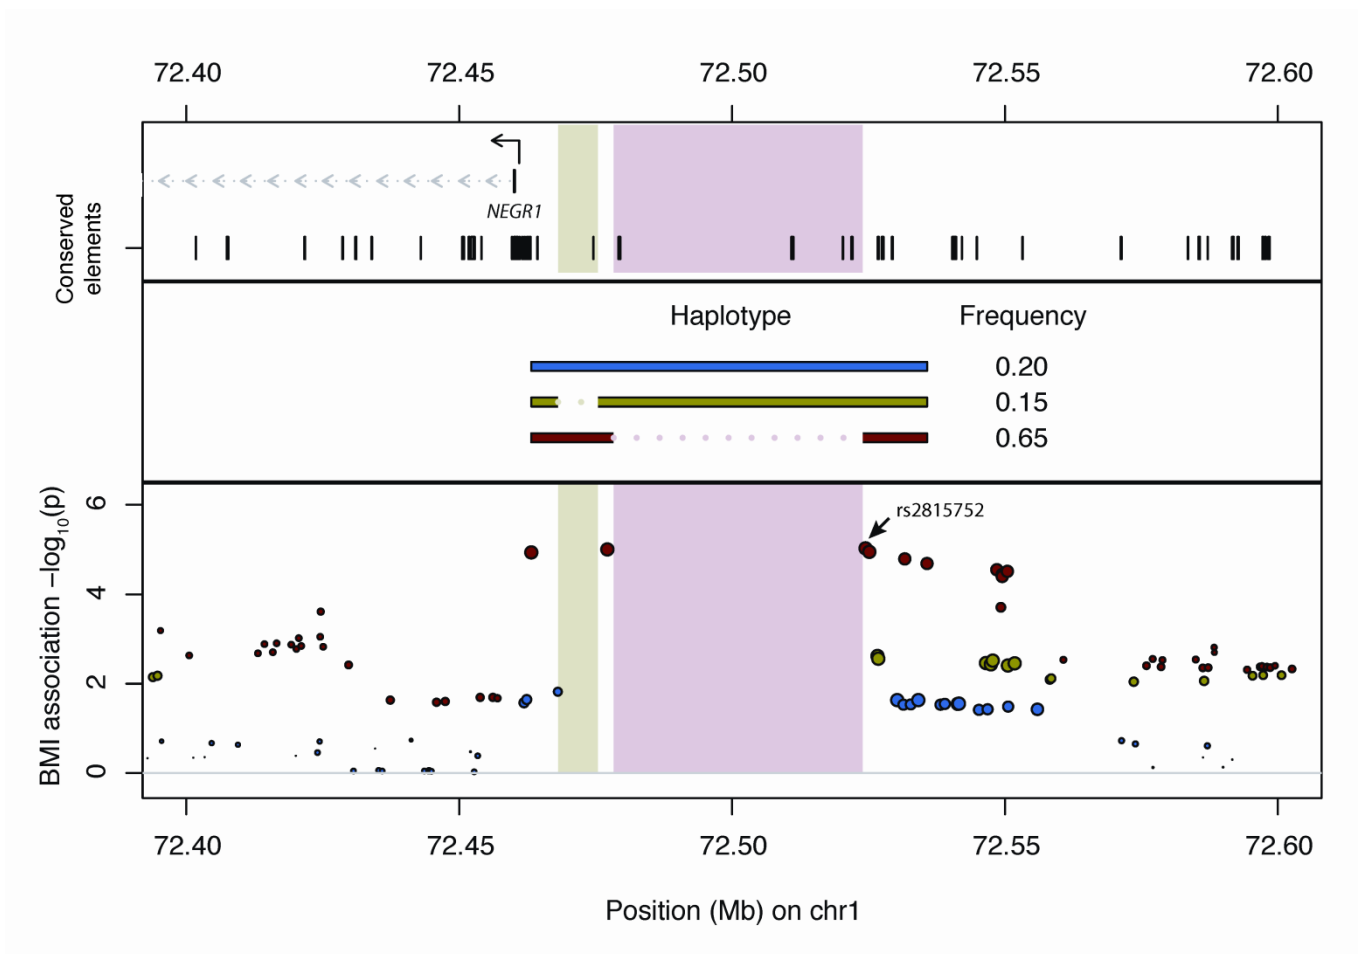 72.40 72.45 72.50 72.55 72.60
Conserved
elements
NEGR1
Haplotype Frequency
0.20
0.15
0.65
BMI association –log10(p)
6
4
2
0
rs2815752
72.40 72.45 72.50 72.55 72.60
Position (Mb) on chr1